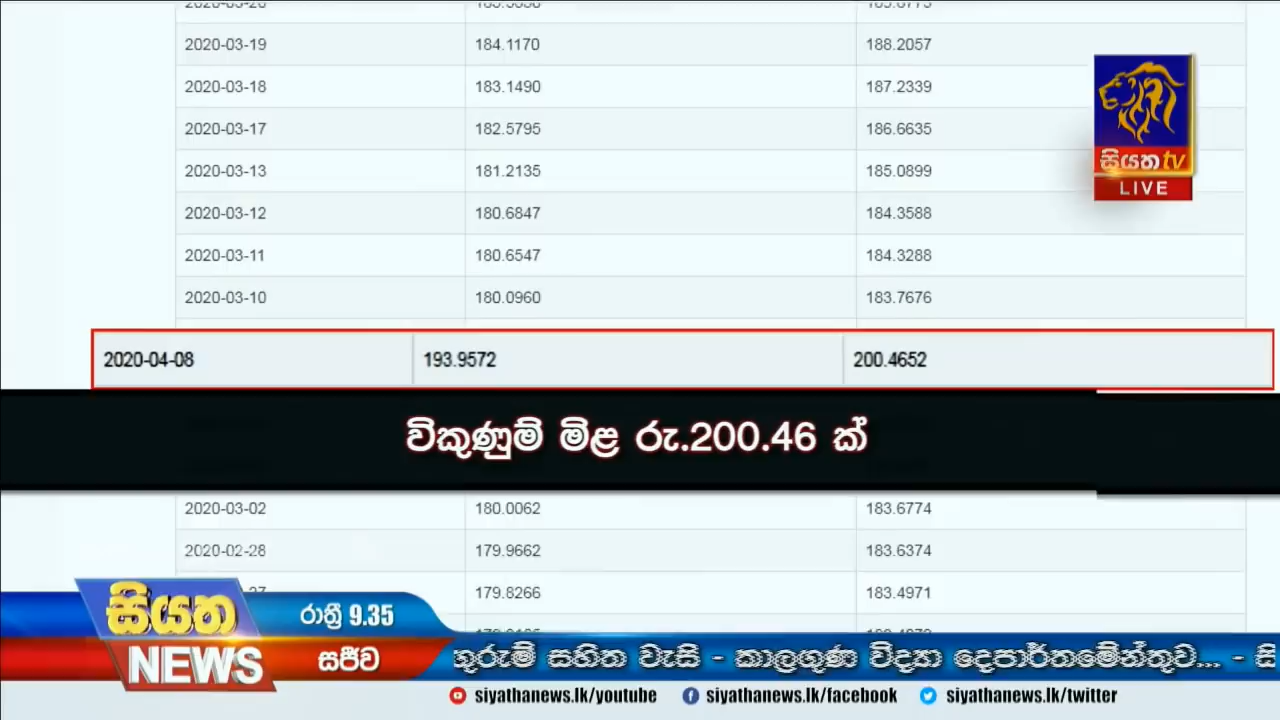 2020-03-19 184.1170 188.2057
2020-03-18 183.1490 187.2339
2020-03-17 182.5795 186.6635
2020-03-13 181.2135 185.0899
2020-03-12 180.6847 184.3588
2020-03-11 180.6547 184.3288
2020-03-10 180.0960 183.7676
සියත tv
LIVE
2020-04-08 193.9572 200.4652
විකුණුම් මිළ රු.200.46 ක්
2020-03-02 180.0062 183.6774
2020-02-28 179.9662 183.6374
179.8266 183.4971
සියත NEWS
රාත්‍රී 9.35
සජීව
තුරුම් සහිත වැසි - කාලගුණ විද්‍යා දෙපාර්තමේන්තුව... - සි
siyathanews.lk/youtube siyathanews.lk/facebook siyathanews.lk/twitter